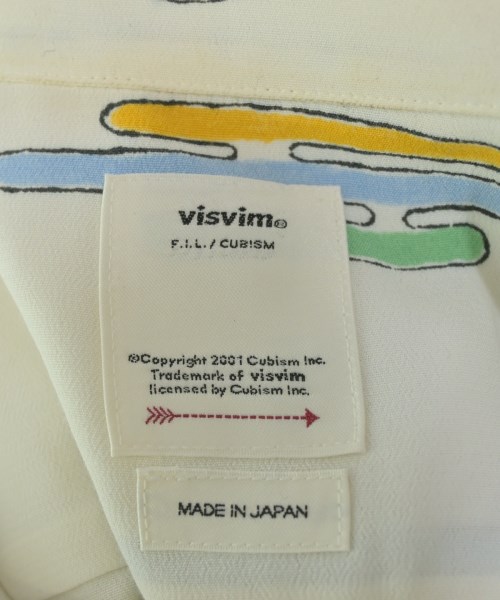 visvim®
F.I.L./ CUBISM
©Copyright 2001 Cubism Inc.
Trademark of visvim
licensed by Cubism Inc.
MADE IN JAPAN